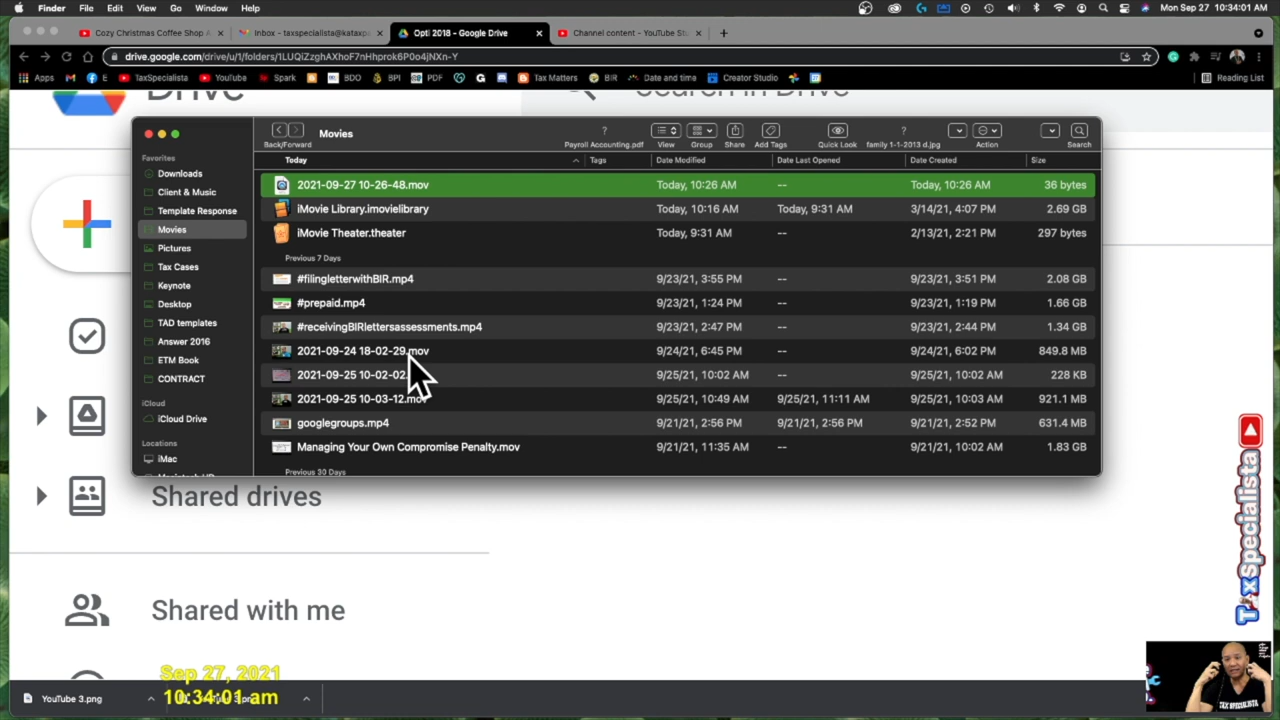 Finder File Edit View Go Window Help Mon Sep 27 10:34:01 AM
Cozy Christmas Coffee Shop A Inbox - taxspecialista@kataxp Opti 2018 - Google Drive Channel content - YouTube Stu
drive.google.com/drive/u/1/folders/1LUQiZzghAXhoF7nHhprok6P0o4jNXn-Y
Apps E TaxSpecialista YouTube Spark BDO BPI PDF Tax Matters BIR Date and time Creator Studio Reading List
Drive Search in Drive
Movies
Back/Forward Payroll Accounting.pdf View Group Share Add Tags Quick Look family 1-1-2013 d.jpg Action Search
Favorites
Downloads
Client & Music
Template Response
Movies
Pictures
Tax Cases
Keynote
Desktop
TAD templates
Answer 2016
ETM Book
CONTRACT
iCloud
iCloud Drive
Locations
iMac
Today Tags Date Modified Date Last Opened Date Created Size
2021-09-27 10-26-48.mov Today, 10:26 AM -- Today, 10:26 AM 36 bytes
iMovie Library.imovielibrary Today, 10:16 AM Today, 9:31 AM 3/14/21, 4:07 PM 2.69 GB
iMovie Theater.theater Today, 9:31 AM -- 2/13/21, 2:21 PM 297 bytes
Previous 7 Days
#filingletterwithBIR.mp4 9/23/21, 3:55 PM -- 9/23/21, 3:51 PM 2.08 GB
#prepaid.mp4 9/23/21, 1:24 PM -- 9/23/21, 1:19 PM 1.66 GB
#receivingBIRlettersassessments.mp4 9/23/21, 2:47 PM -- 9/23/21, 2:44 PM 1.34 GB
2021-09-24 18-02-29.mov 9/24/21, 6:45 PM -- 9/24/21, 6:02 PM 849.8 MB
2021-09-25 10-02-02. 9/25/21, 10:02 AM -- 9/25/21, 10:02 AM 228 KB
2021-09-25 10-03-12.mov 9/25/21, 10:49 AM 9/25/21, 11:11 AM 9/25/21, 10:03 AM 921.1 MB
googlegroups.mp4 9/21/21, 2:56 PM 9/21/21, 2:56 PM 9/21/21, 2:52 PM 631.4 MB
Managing Your Own Compromise Penalty.mov 9/21/21, 11:35 AM -- 9/21/21, 10:02 AM 1.83 GB
Previous 30 Days
Shared drives
Shared with me
TaxSpecialista
Sep 27, 2021
10:34:01 am
YouTube 3.png
TAX SPECIALISTA